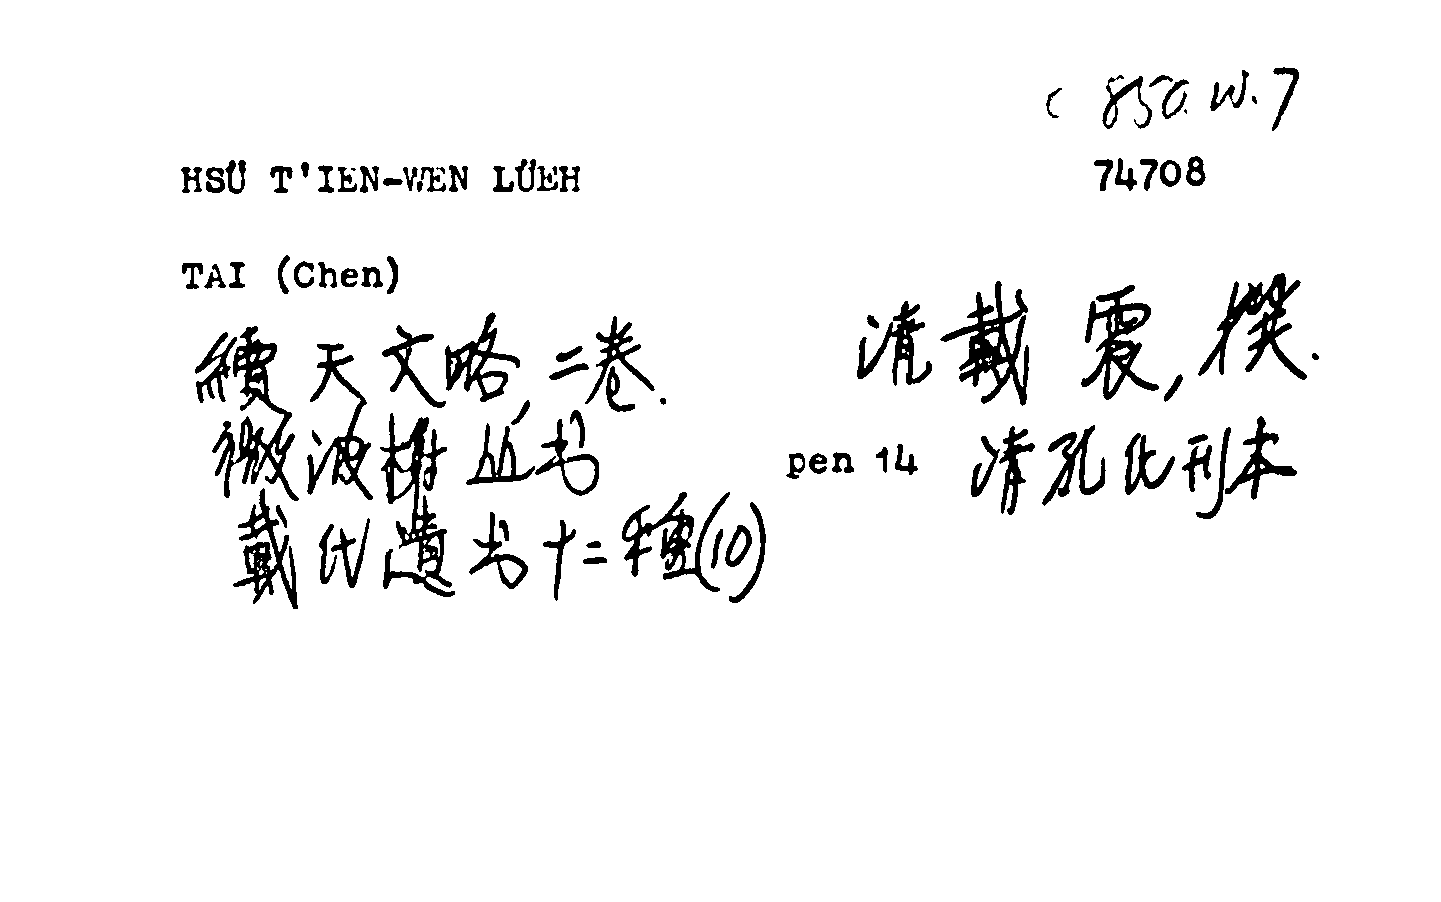 C 850. W. 7
HSÜ T'IEN-WEN LÜEH 74708
TAI (Chen)
續天文略, 二卷. 清戴震, 撰.
微波榭丛书 pen 14 清孔氏刊本
戴氏遺书十二種(10)